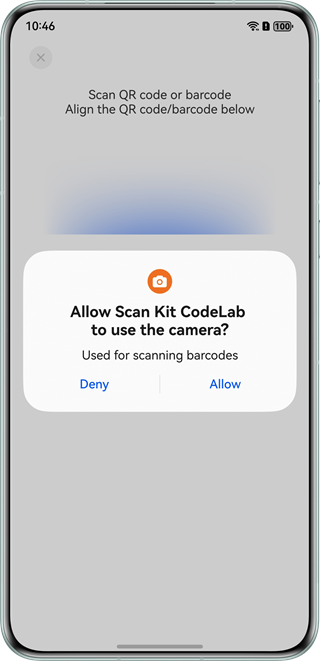 10:46
100
Scan QR code or barcode
Align the QR code/barcode below
Allow Scan Kit CodeLab
to use the camera?
Used for scanning barcodes
Deny
Allow